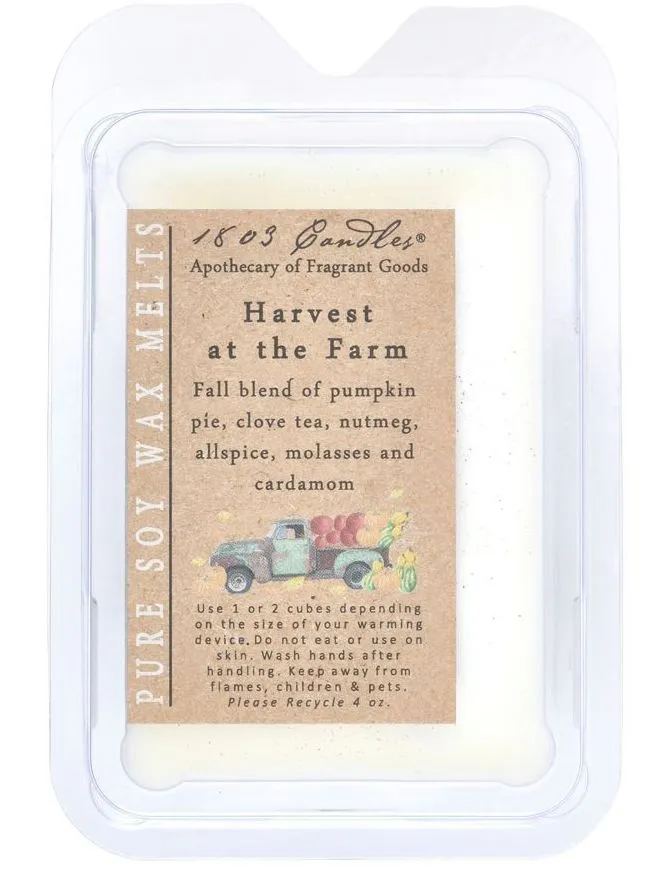 PURE SOY WAX MELTS
1803 Candles®
Apothecary of Fragrant Goods
Harvest
at the Farm
Fall blend of pumpkin
pie, clove tea, nutmeg,
allspice, molasses and
cardamom
Use 1 or 2 cubes depending
on the size of your warming
device. Do not eat or use on
skin. Wash hands after
handling. Keep away from
flames, children & pets.
Please Recycle 4 oz.